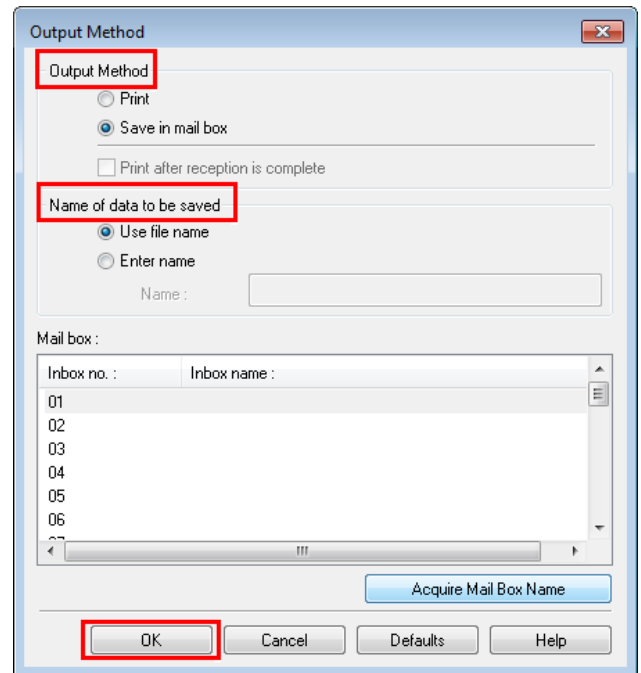 Output Method
Output Method
Print
Save in mail box
Print after reception is complete
Name of data to be saved
Use file name
Enter name
Name :
Mail box :
Inbox no. : Inbox name :
01
02
03
04
05
06
Acquire Mail Box Name
OK Cancel Defaults Help